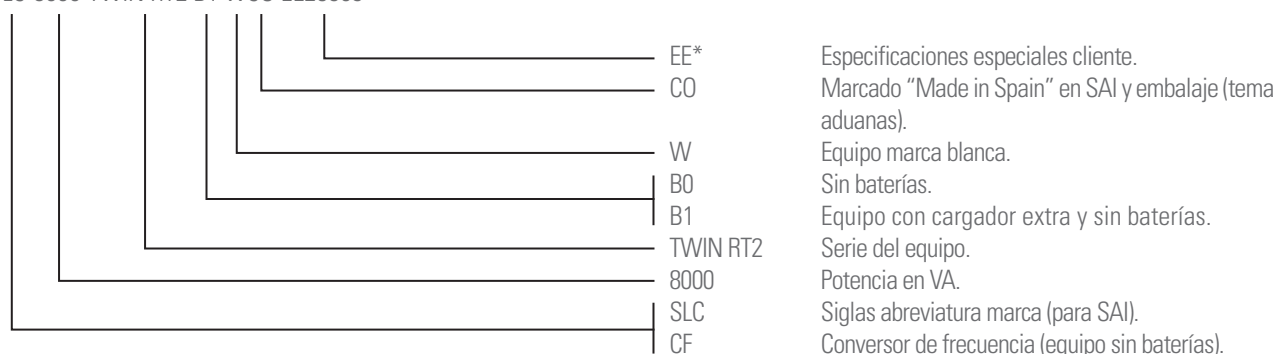 EE* Especificaciones especiales cliente.
CO Marcado “Made in Spain” en SAI y embalaje (tema
aduanas).
W Equipo marca blanca.
B0 Sin baterías.
B1 Equipo con cargador extra y sin baterías.
TWIN RT2 Serie del equipo.
8000 Potencia en VA.
SLC Siglas abreviatura marca (para SAI).
CF Conversor de frecuencia (equipo sin baterías).